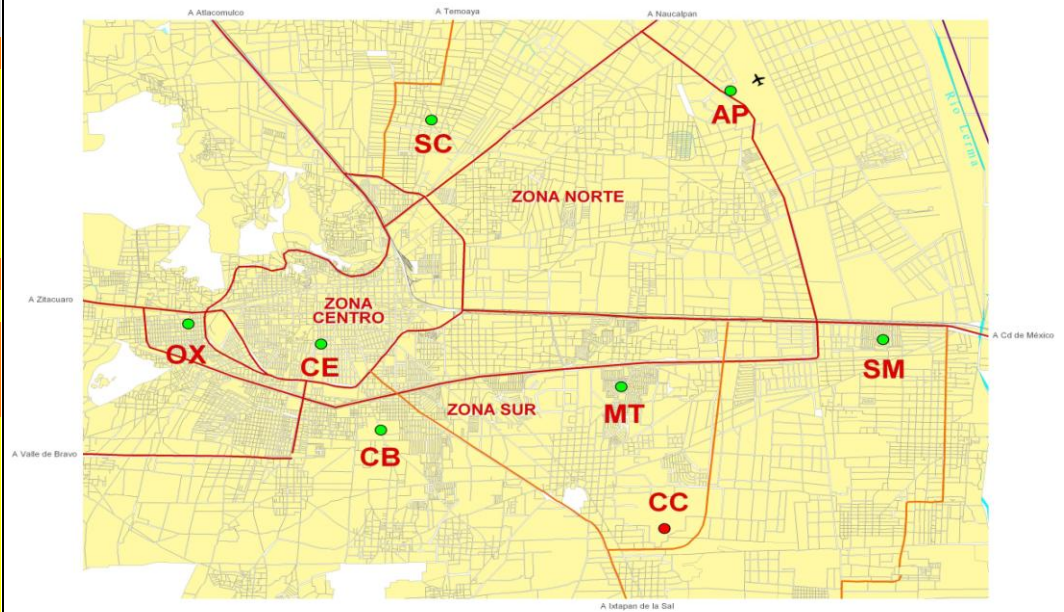 A Atlacomulco
A Temoaya
A Naucalpan
AP
SC
Río Lerma
ZONA NORTE
A Zitacuaro
ZONA
CENTRO
A Cd de México
OX
CE
SM
MT
ZONA SUR
CB
A Valle de Bravo
CC
A Ixtapan de la Sal